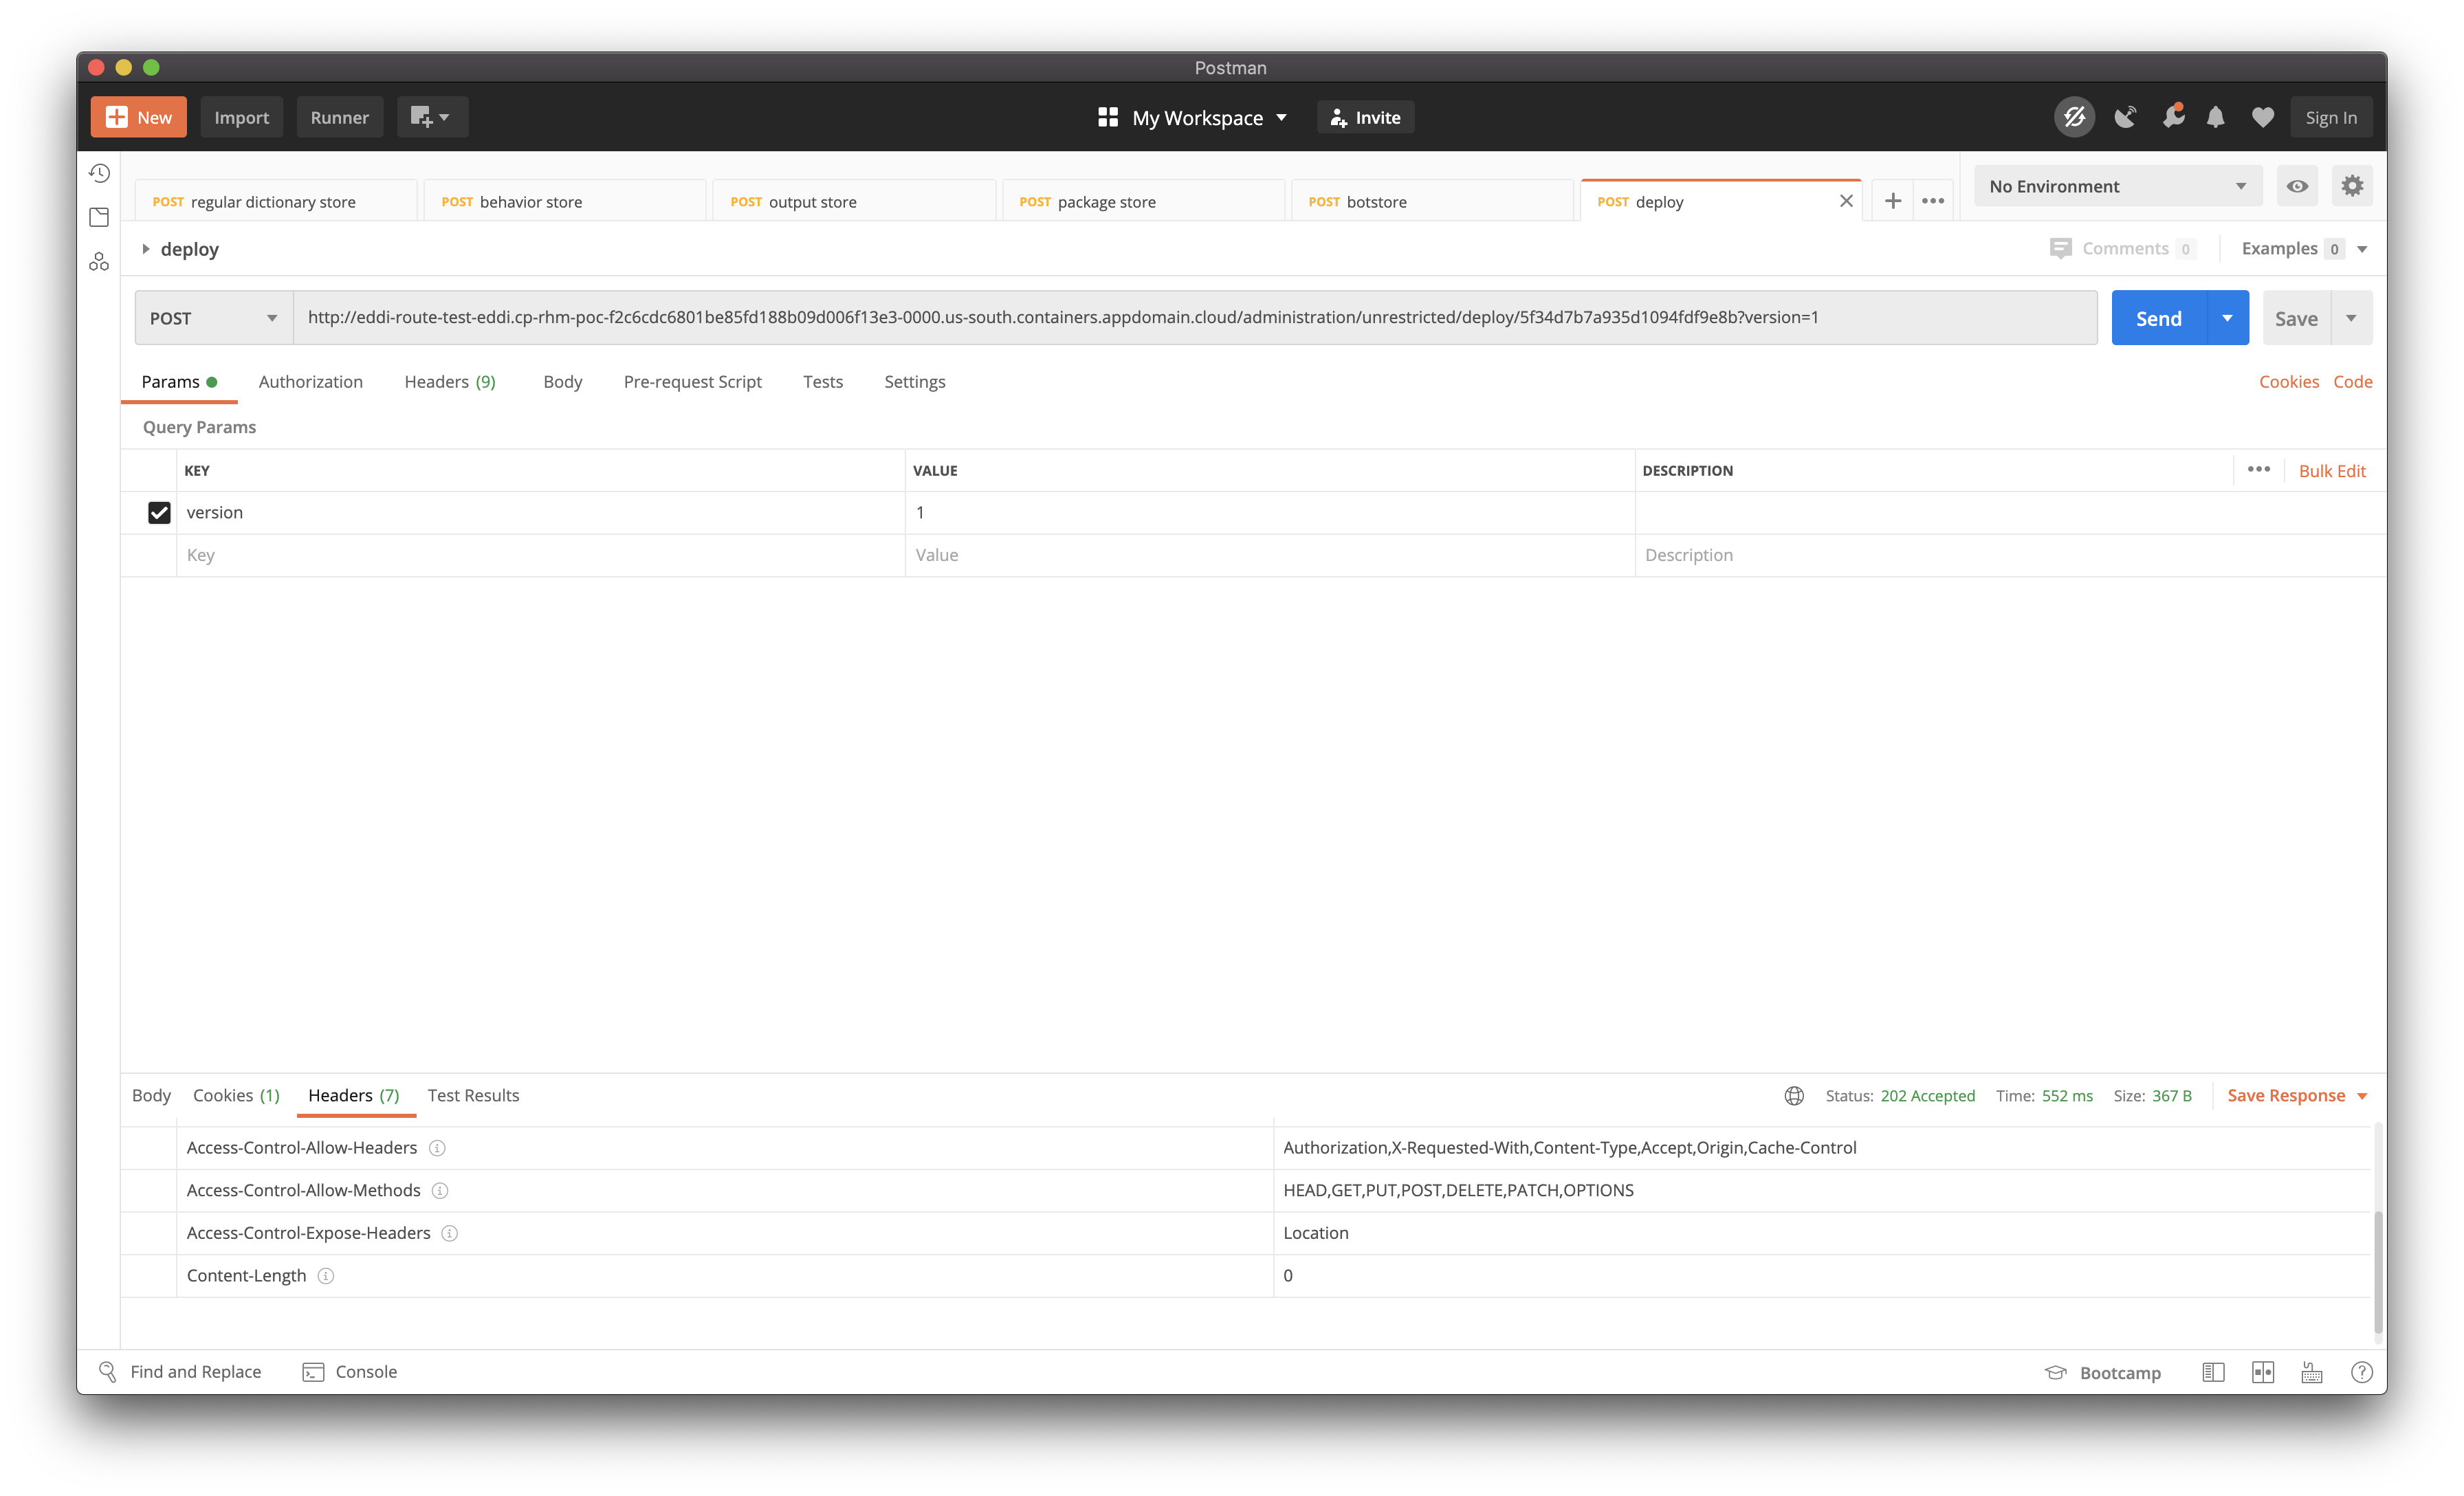 Postman
New Import Runner My Workspace Invite Sign In
POST regular dictionary store POST behavior store POST output store POST package store POST botstore POST deploy No Environment
deploy Comments 0 Examples 0
POST http://eddi-route-test-eddi.cp-rhm-poc-f2c6cdc6801be85fd188b09d006f13e3-0000.us-south.containers.appdomain.cloud/administration/unrestricted/deploy/5f34d7b7a935d1094fdf9e8b?version=1 Send Save
Params Authorization Headers (9) Body Pre-request Script Tests Settings Cookies Code
Query Params
KEY VALUE DESCRIPTION Bulk Edit
version 1
Key Value Description
Body Cookies (1) Headers (7) Test Results Status: 202 Accepted Time: 552 ms Size: 367 B Save Response
Access-Control-Allow-Headers Authorization,X-Requested-With,Content-Type,Accept,Origin,Cache-Control
Access-Control-Allow-Methods HEAD,GET,PUT,POST,DELETE,PATCH,OPTIONS
Access-Control-Expose-Headers Location
Content-Length 0
Find and Replace Console Bootcamp